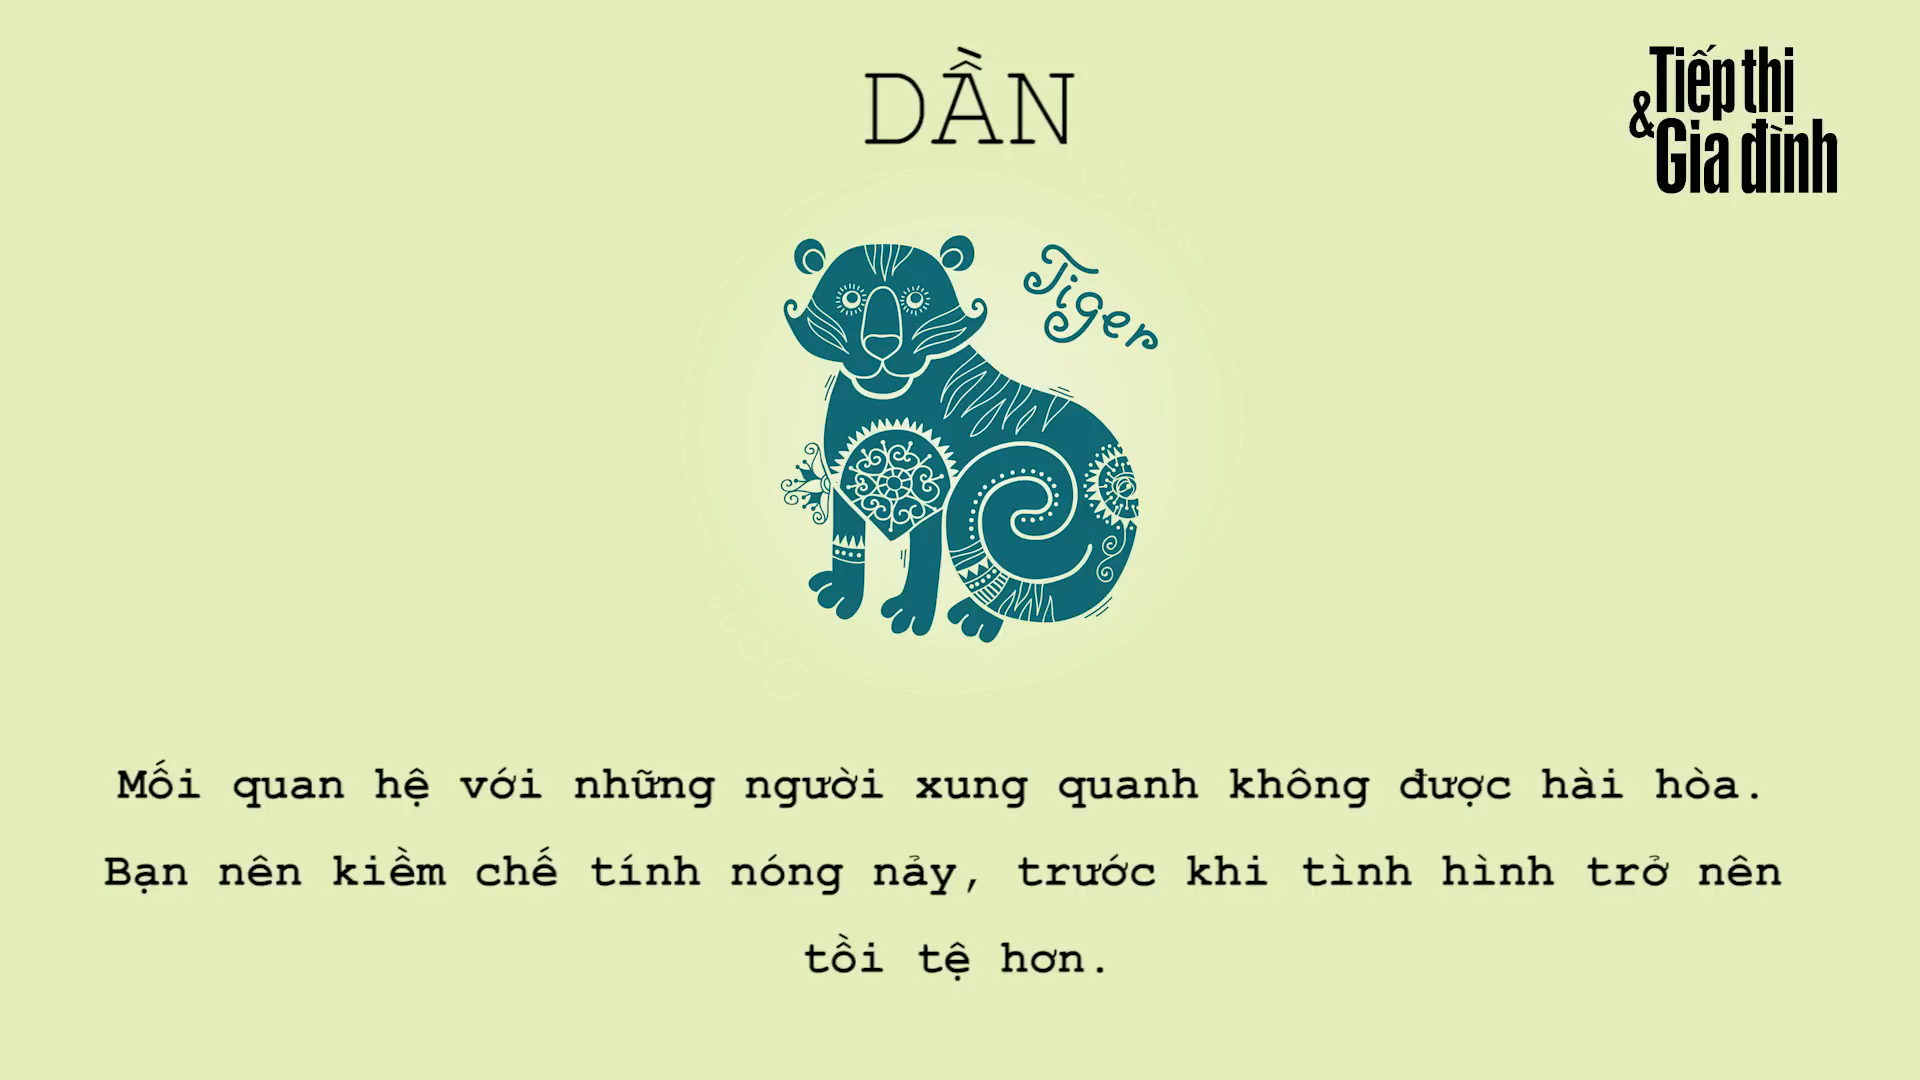 DẦN
Tiếp thị
& Gia đình
Tiger
Mối quan hệ với những người xung quanh không được hài hòa.
Bạn nên kiềm chế tính nóng nảy, trước khi tình hình trở nên
tồi tệ hơn.